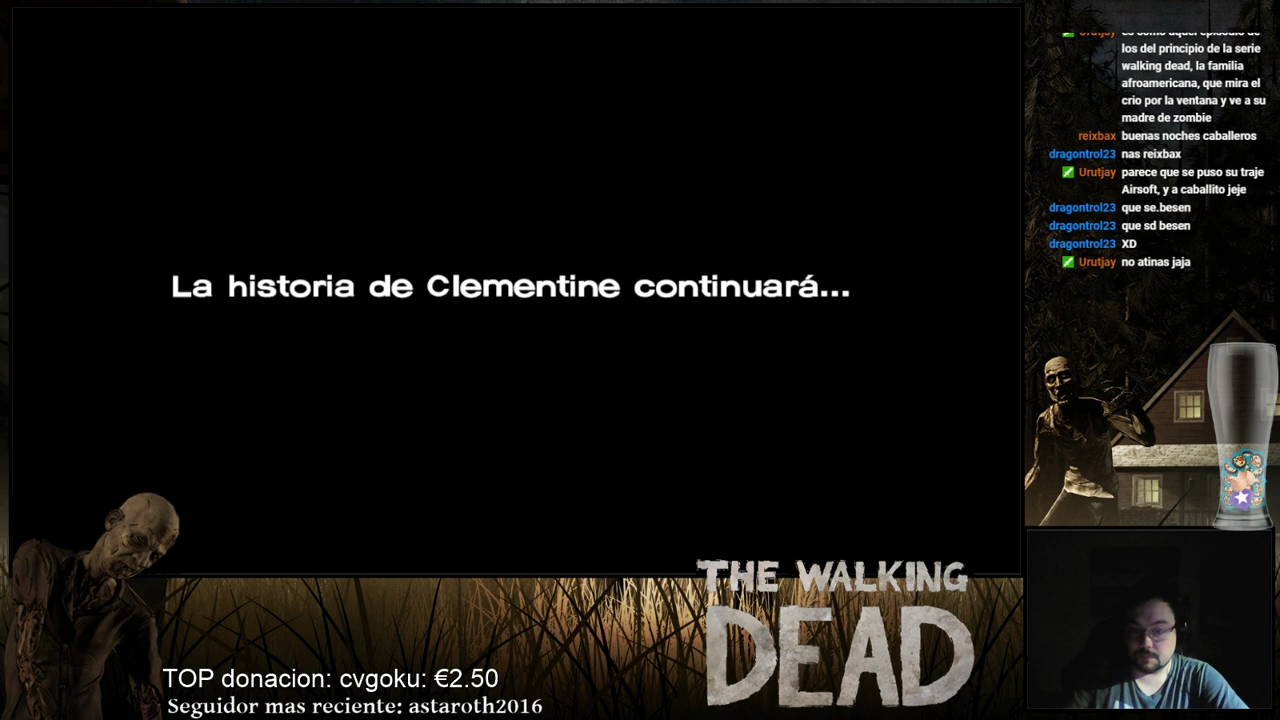 La historia de Clementine continuará...
los del principio de la serie
walking dead, la familia
afroamericana, que mira el
crio por la ventana y ve a su
madre de zombie
reixbax buenas noches caballeros
dragontrol23 nas reixbax
Urutjay parece que se puso su traje
Airsoft, y a caballito jeje
dragontrol23 que se.besen
dragontrol23 que sd besen
dragontrol23 XD
Urutjay no atinas jaja
THE WALKING
DEAD
TOP donacion: cvgoku: €2.50
Seguidor mas reciente: astaroth2016